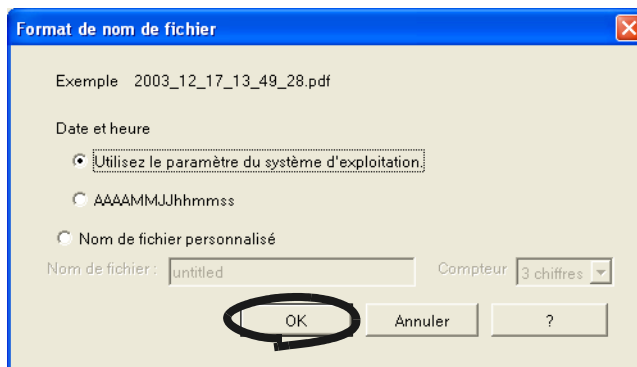 Format de nom de fichier
Exemple 2003_12_17_13_49_28.pdf
Date et heure
Utilisez le paramètre du système d'exploitation.
AAAAMMJJhhmmss
Nom de fichier personnalisé
Nom de fichier : untitled Compteur 3 chiffres
OK Annuler ?